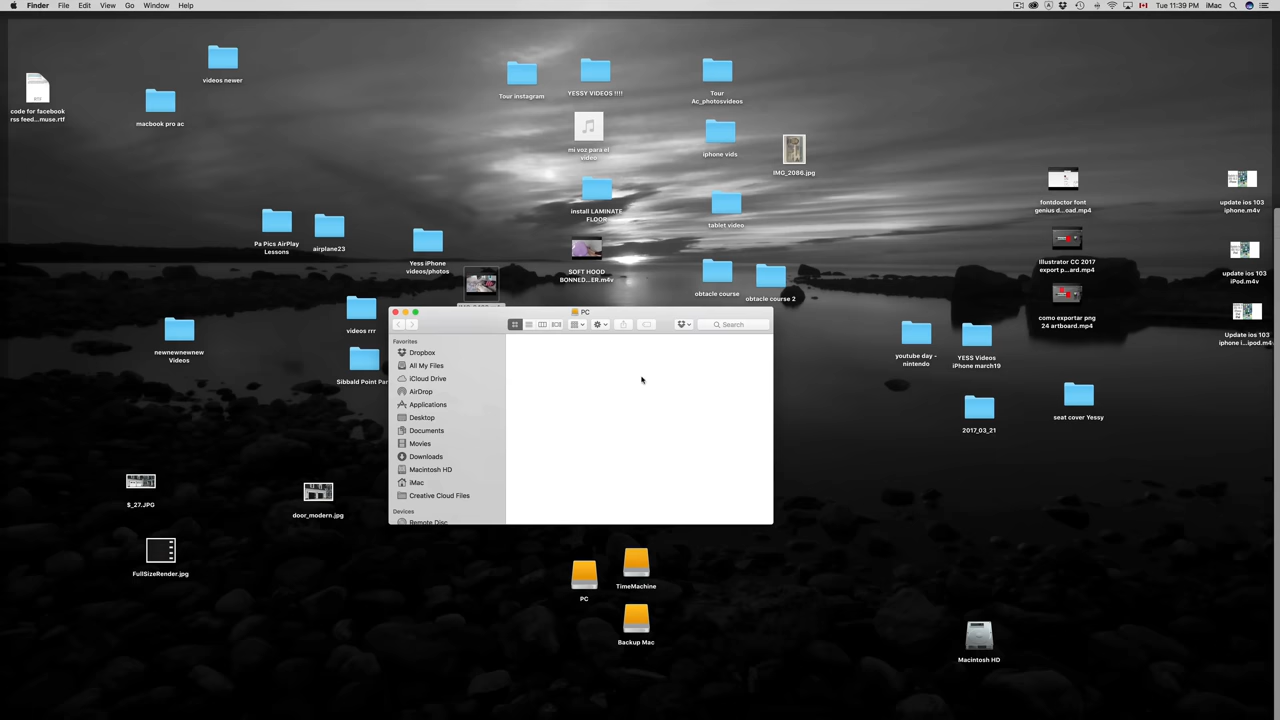 Finder File Edit View Go Window Help
Tue 11:39 PM iMac
videos newer
code for facebook
rss feed...muse.rtf
macbook pro ac
Tour instagram
YESSY VIDEOS !!!!
Tour
Ac_photosvideos
mi voz para el
video
iphone vids
IMG_2086.jpg
install LAMINATE
FLOOR
tablet video
fontdoctor font
genius d...oad.mp4
update ios 103
iphone.m4v
Pa Pics AirPlay
Lessons
airplane23
Yess iPhone
videos/photos
SOFT HOOD
BONNED...ER.m4v
obtacle course
obtacle course 2
Illustrator CC 2017
export p...ard.mp4
update ios 103
iPod.m4v
videos rrr
como exportar png
24 artboard.mp4
Update ios 103
iphone i...ipod.m4
newnewnewnew
Videos
Sibbald Point Par
youtube day -
nintendo
YESS Videos
iPhone march19
2017_03_21
seat cover Yessy
PC
Search
Favorites
Dropbox
All My Files
iCloud Drive
AirDrop
Applications
Desktop
Documents
Movies
Downloads
Macintosh HD
iMac
Creative Cloud Files
Devices
Remote Disc
$_27.JPG
door_modern.jpg
FullSizeRender.jpg
PC
TimeMachine
Backup Mac
Macintosh HD